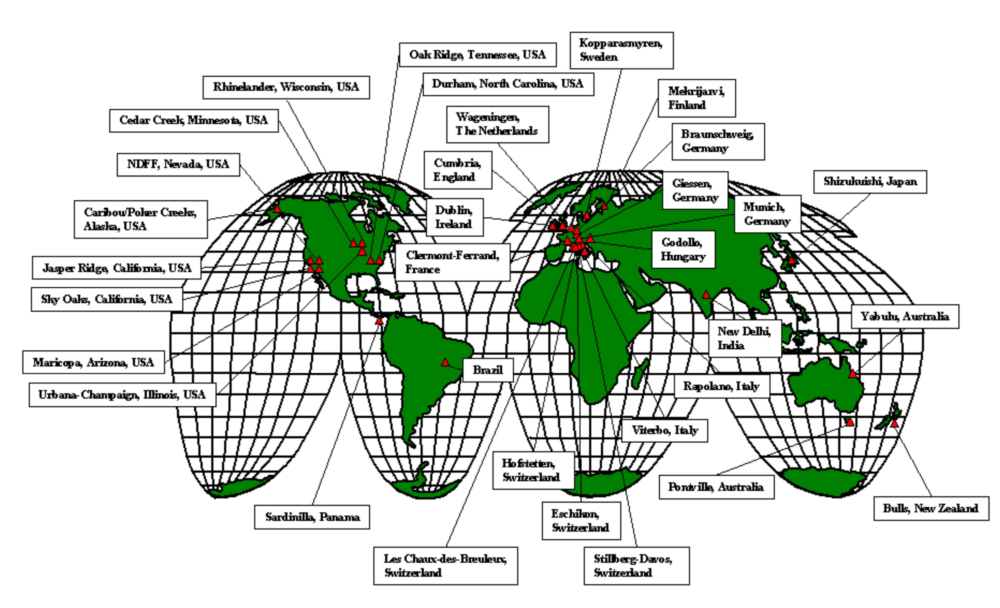 Kopparasmyren,
Sweden
Oak Ridge, Tennessee, USA
Durham, North Carolina, USA
Rhinelander, Wisconsin, USA
Mekrijarvi,
Finland
Cedar Creek, Minnesota, USA
Wageningen,
The Netherlands
Braunschweig,
Germany
NDFF, Nevada, USA
Cumbria,
England
Giessen,
Germany
Shizukuishi, Japan
Caribou/Poker Creeks,
Alaska, USA
Dublin,
Ireland
Munich,
Germany
Godollo,
Hungary
Clermont-Ferrand,
France
Jasper Ridge, California, USA
Sky Oaks, California, USA
Yabulu, Australia
New Delhi,
India
Maricopa, Arizona, USA
Brazil
Rapolano, Italy
Urbana-Champaign, Illinois, USA
Viterbo, Italy
Hofstetten,
Switzerland
Pontville, Australia
Bulls, New Zealand
Sardinilla, Panama
Eschikon,
Switzerland
Les Chaux-des-Breuleux,
Switzerland
Stillberg-Davos,
Switzerland